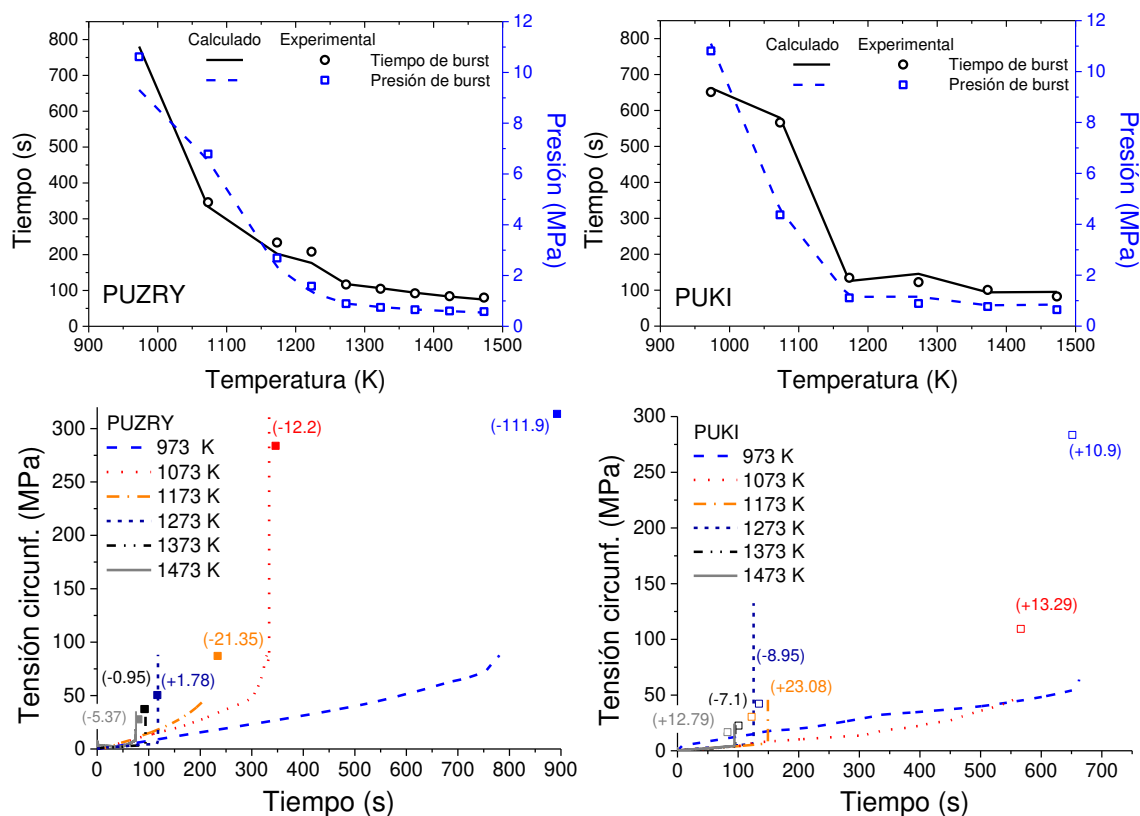 Calculado Experimental
Tiempo de burst
Presión de burst
PUZRY
Tiempo (s)
0 100 200 300 400 500 600 700 800
Presión (MPa)
0 2 4 6 8 10 12
900 1000 1100 1200 1300 1400 1500
Temperatura (K)
Calculado Experimental
Tiempo de burst
Presión de burst
PUKI
Tiempo (s)
0 100 200 300 400 500 600 700 800
Presión (MPa)
0 2 4 6 8 10 12
900 1000 1100 1200 1300 1400 1500
Temperatura (K)
PUZRY
973 K
1073 K
1173 K
1273 K
1373 K
1473 K
(-12.2)
(-111.9)
(-21.35)
(-0.95)
(+1.78)
(-5.37)
Tensión circunf. (MPa)
0 50 100 150 200 250 300
0 100 200 300 400 500 600 700 800 900
Tiempo (s)
PUKI
973 K
1073 K
1173 K
1273 K
1373 K
1473 K
(+10.9)
(+13.29)
(-8.95)
(+23.08)
(-7.1)
(+12.79)
Tensión circunf. (MPa)
0 50 100 150 200 250 300
0 100 200 300 400 500 600 700
Tiempo (s)